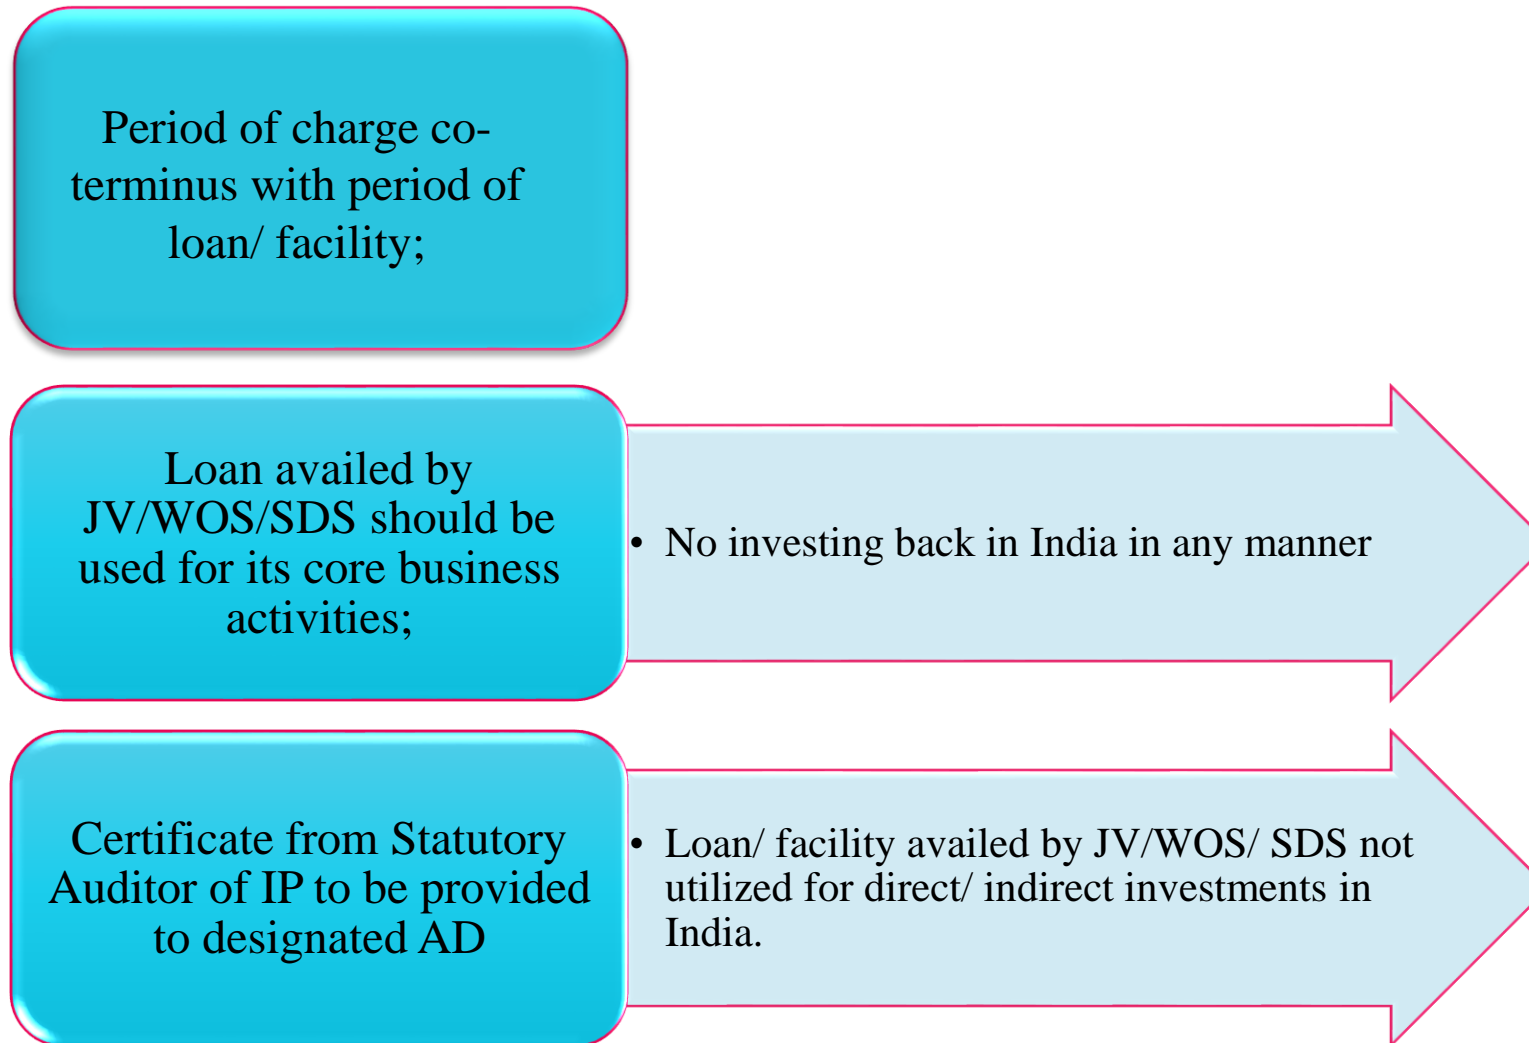 Period of charge co-
terminus with period of
loan/ facility;
Loan availed by
JV/WOS/SDS should be
used for its core business
activities;
• No investing back in India in any manner
Certificate from Statutory
Auditor of IP to be provided
to designated AD
• Loan/ facility availed by JV/WOS/ SDS not
utilized for direct/ indirect investments in
India.